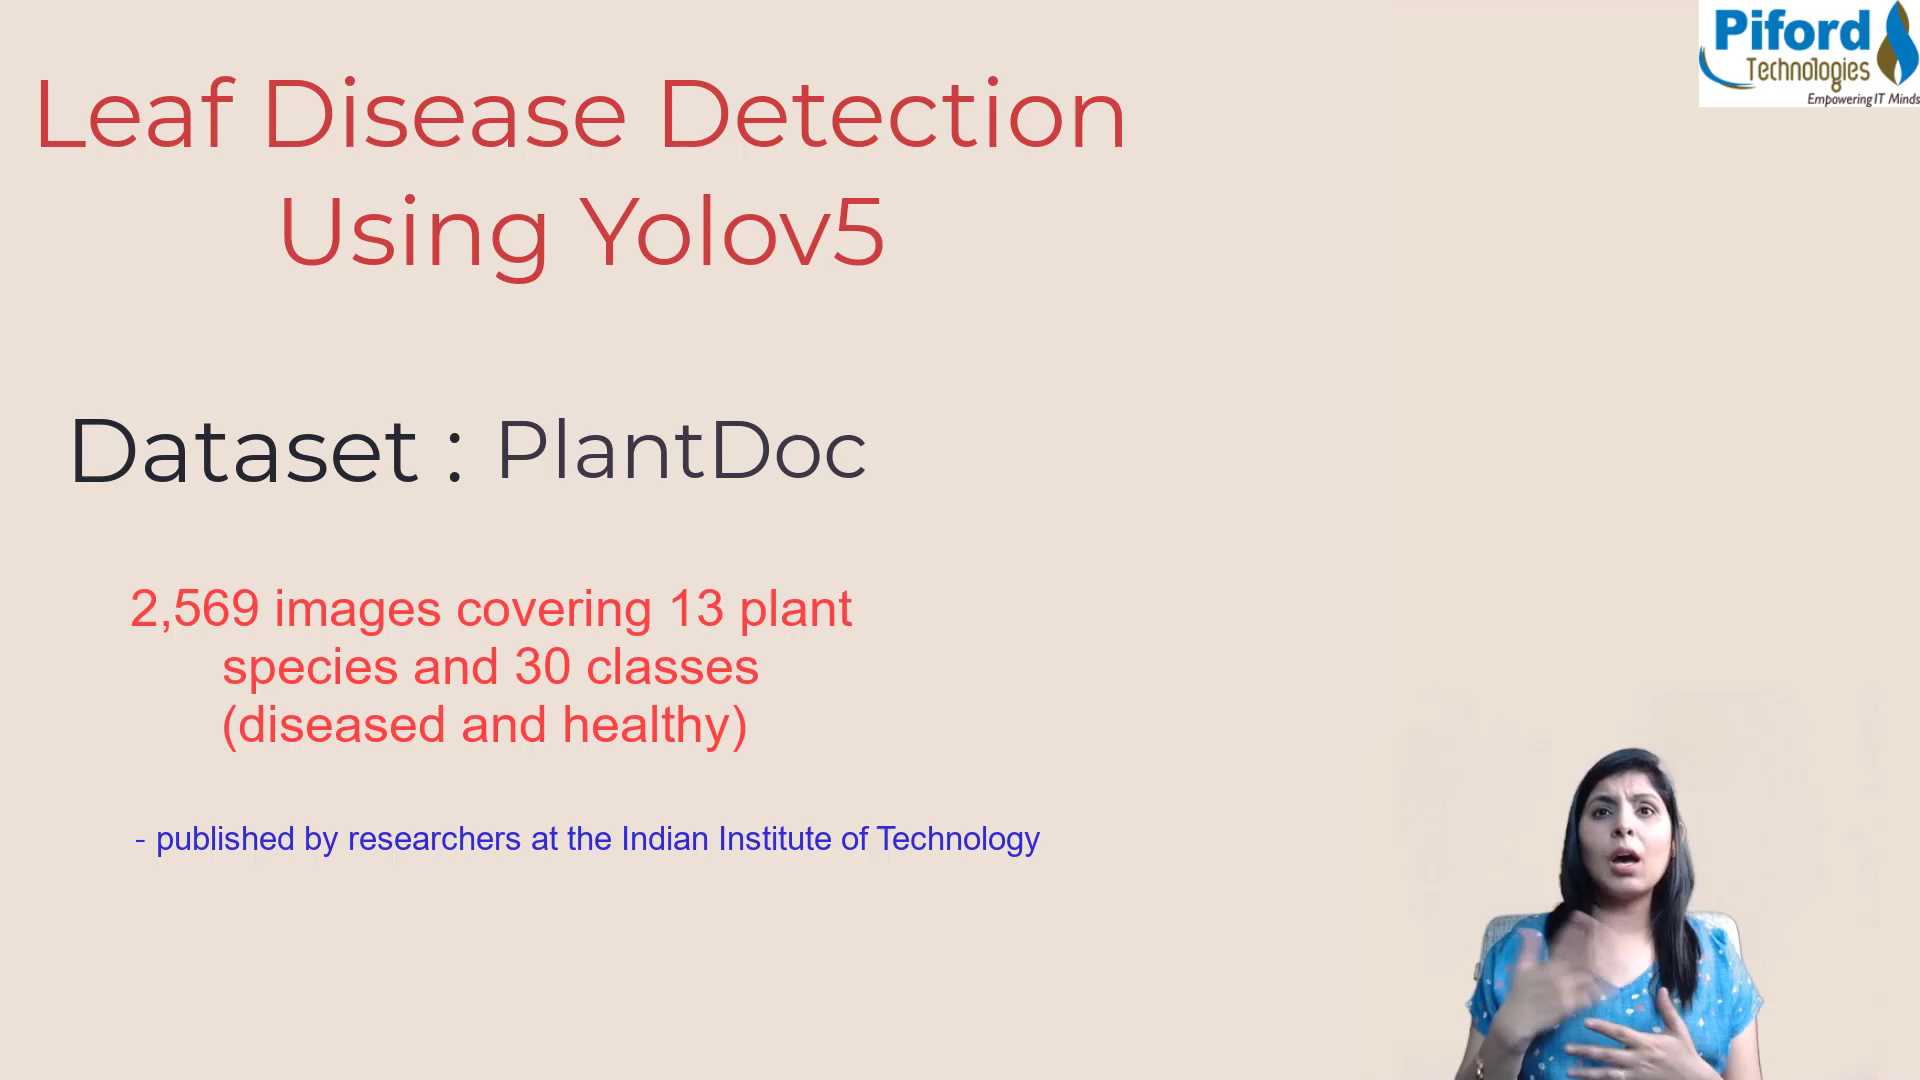 Piford
Technologies
Empowering IT Minds
Leaf Disease Detection
Using Yolov5
Dataset : PlantDoc
2,569 images covering 13 plant
species and 30 classes
(diseased and healthy)
- published by researchers at the Indian Institute of Technology